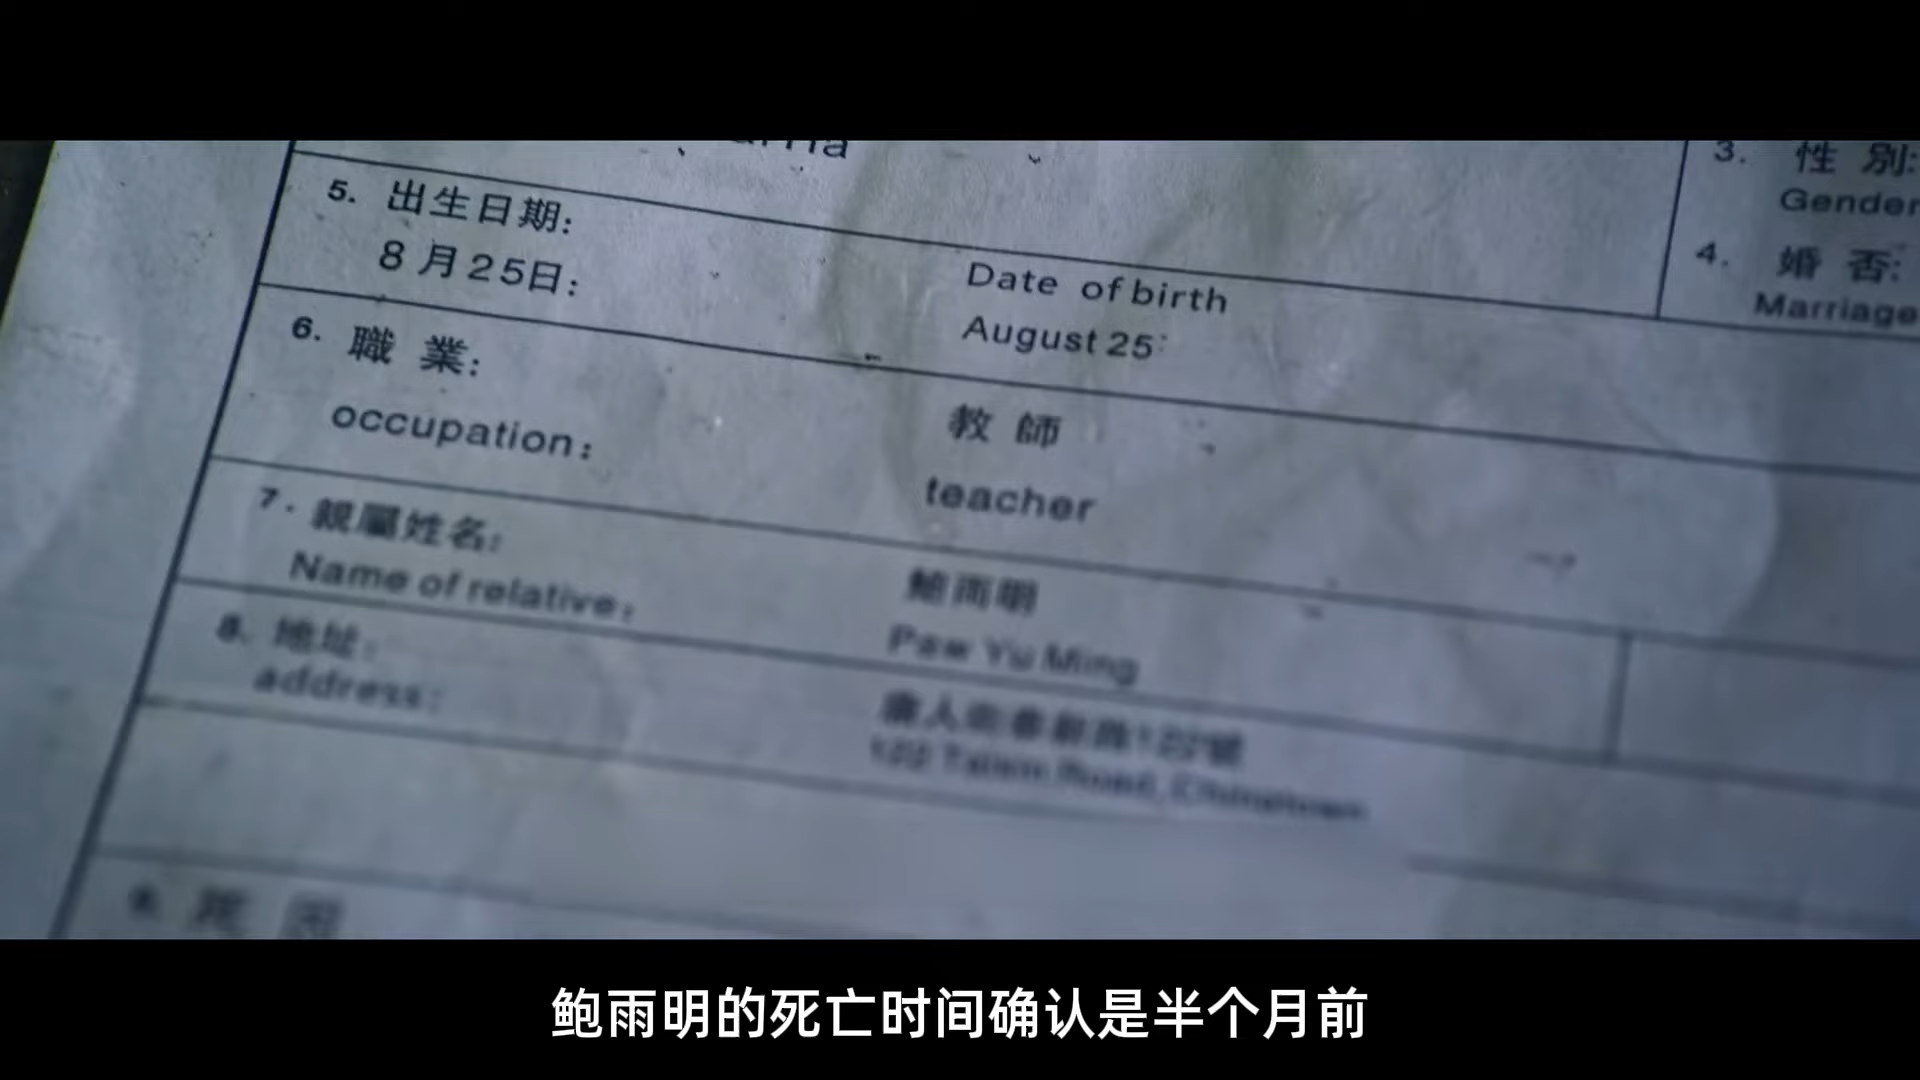 3. 性 別:
Gender
4. 婚 否:
Marriage
5. 出生日期:
8月25日:
Date of birth
August 25:
6. 職 業:
occupation:
教 師
teacher
7. 親屬姓名:
Name of relative:
鮑雨明
Paw Yu Ming
8. 地址:
address:
鲍雨明的死亡时间确认是半个月前